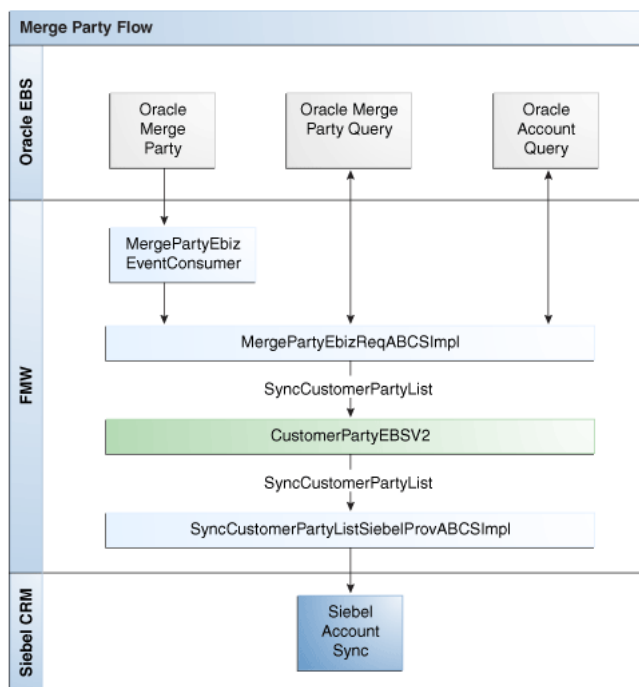 Merge Party Flow
Oracle EBS
Oracle
Merge
Party
Oracle Merge
Party Query
Oracle
Account
Query
FMW
MergePartyEbiz
EventConsumer
MergePartyEbizReqABCSImpl
SyncCustomerPartyList
CustomerPartyEBSV2
SyncCustomerPartyList
SyncCustomerPartyListSiebelProvABCSImpl
Siebel CRM
Siebel
Account
Sync